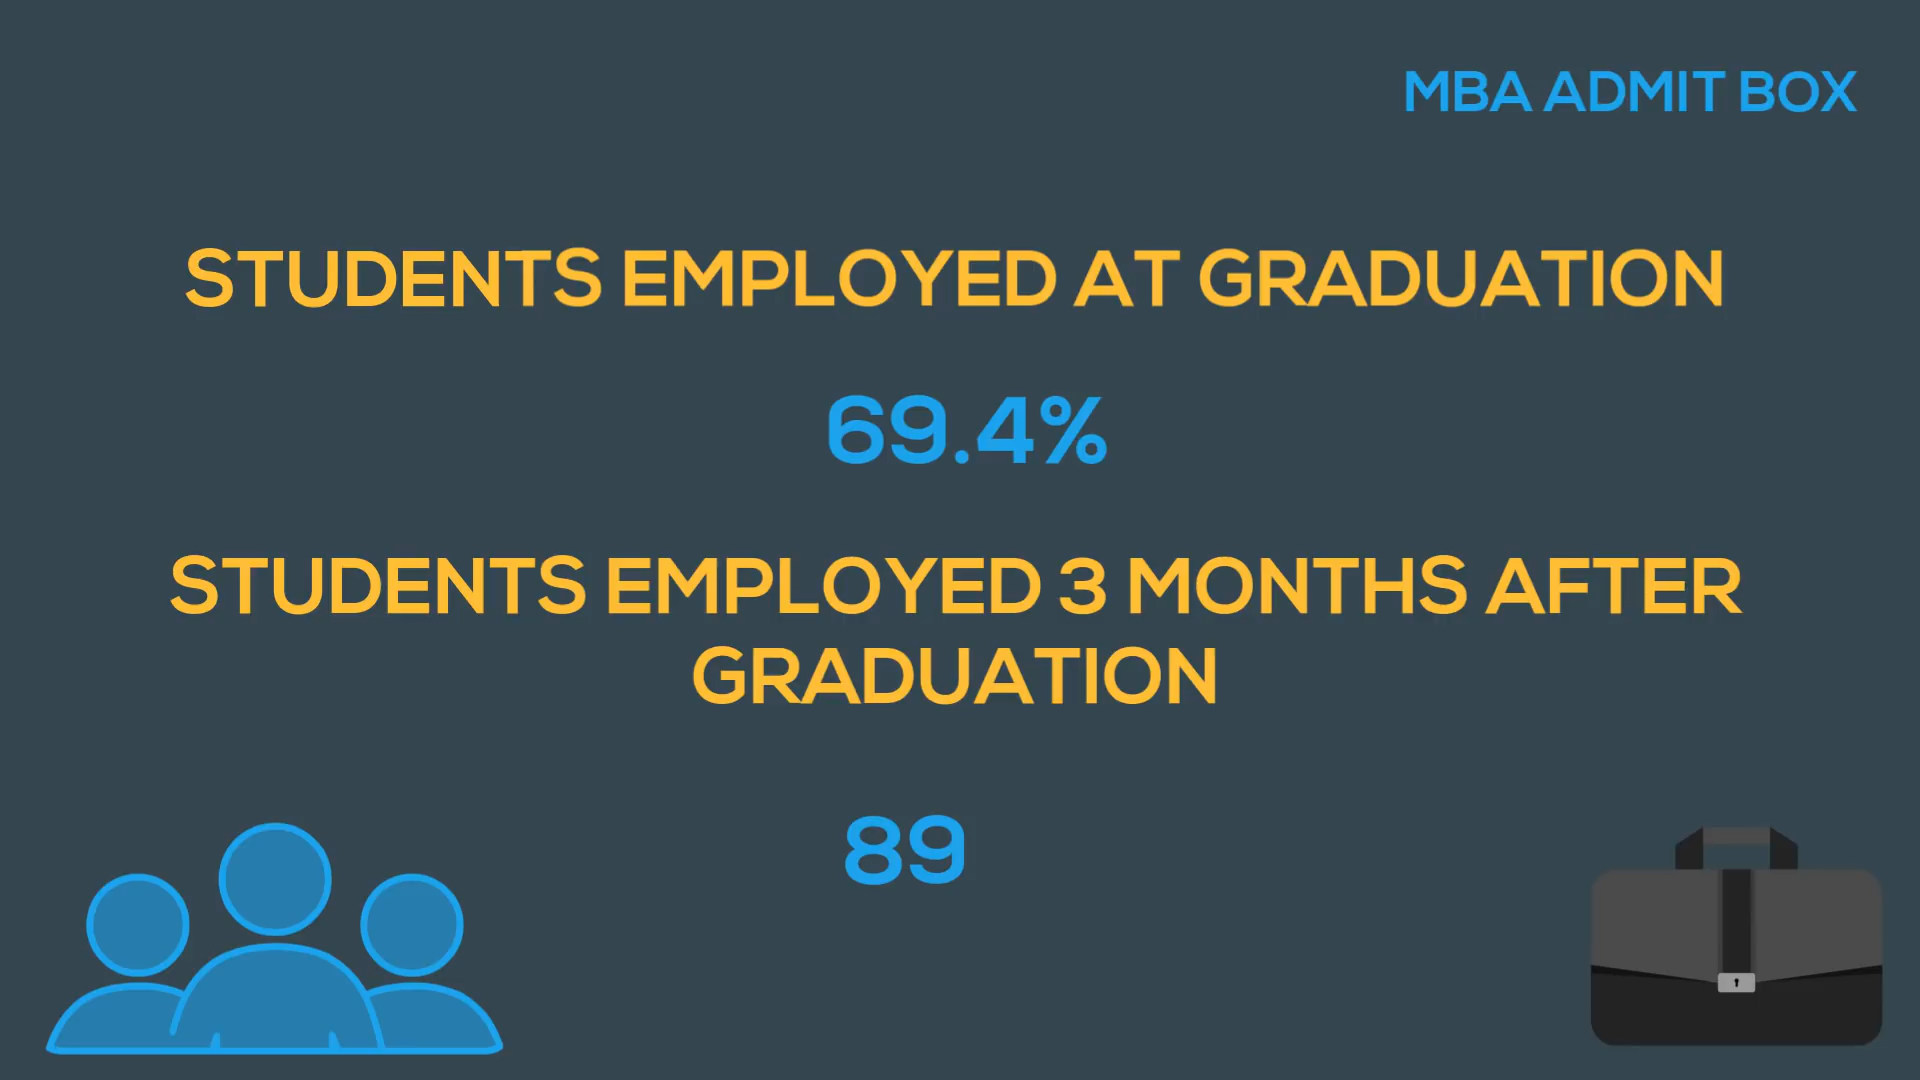 MBA ADMIT BOX
STUDENTS EMPLOYED AT GRADUATION
69.4%
STUDENTS EMPLOYED 3 MONTHS AFTER
GRADUATION
89